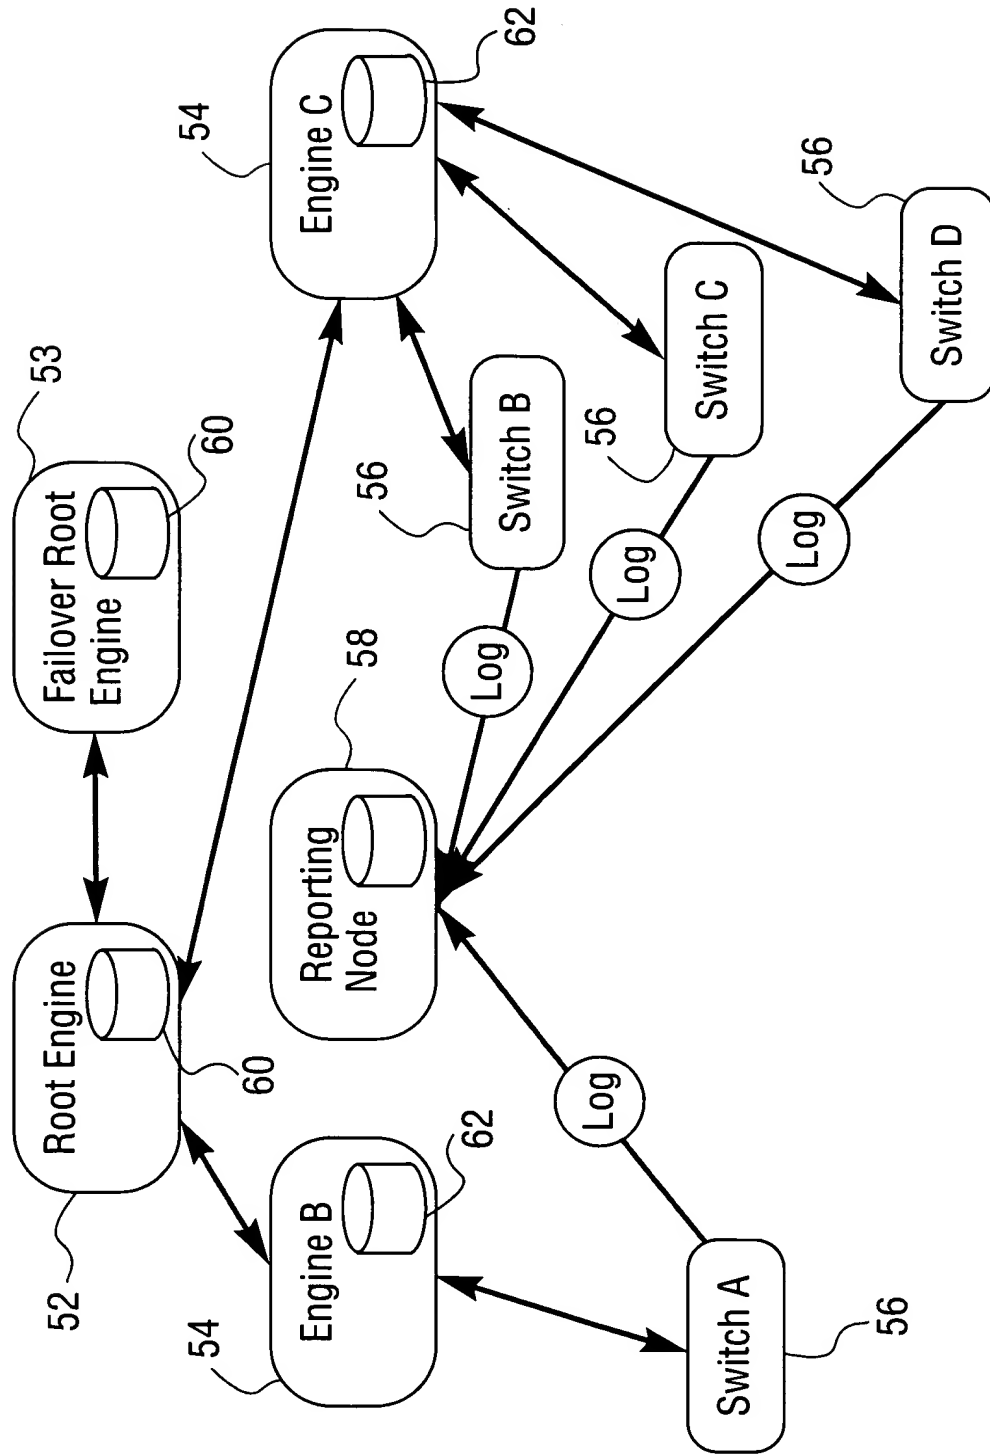 52
Root Engine
60
Failover Root
Engine
53
60
54
Engine B
62
Reporting
Node
58
54
Engine C
62
Log
Log
Log
Log
56
Switch B
56
Switch C
56
Switch D
Switch A
56